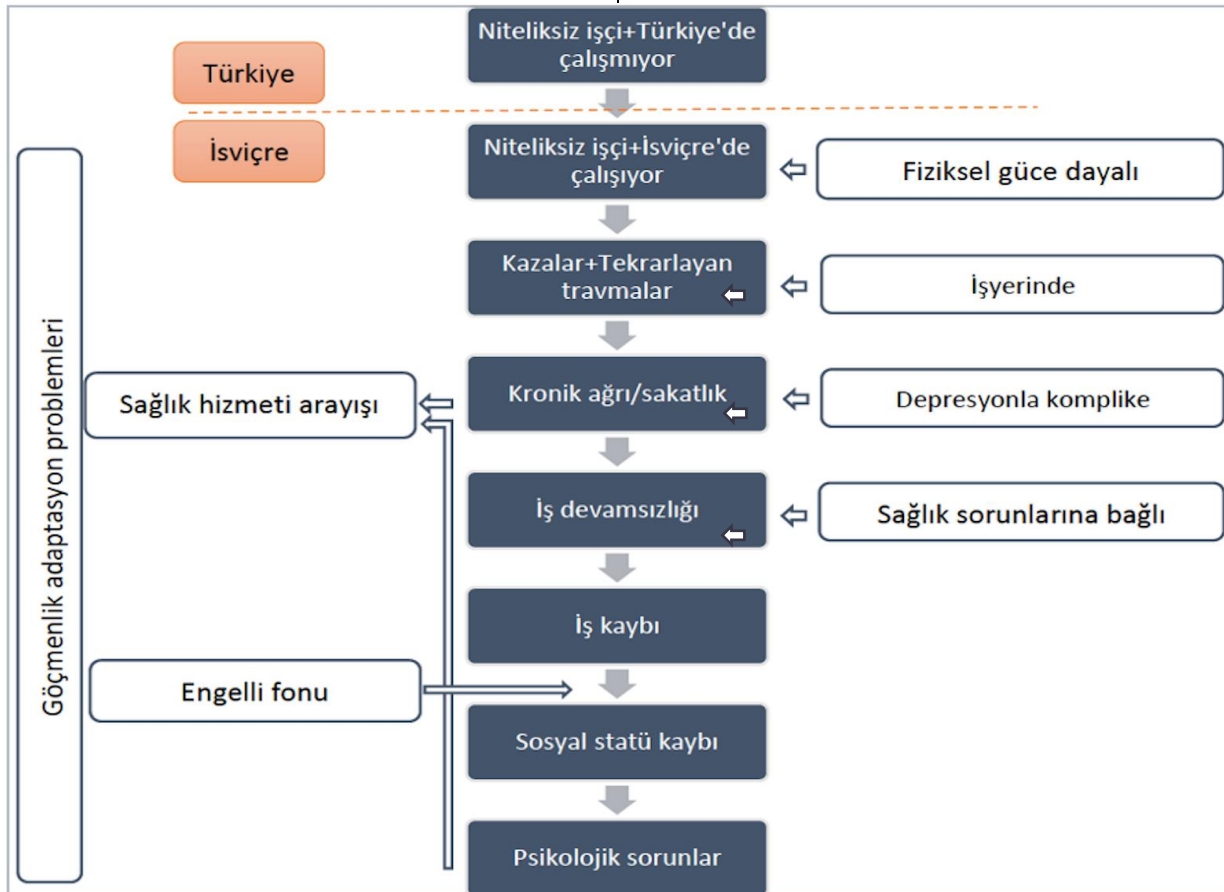 Niteliksiz işçi+Türkiye'de
çalışmıyor
Türkiye
İsviçre
Niteliksiz işçi+İsviçre'de
çalışıyor
Fiziksel güce dayalı
Kazalar+Tekrarlayan
travmalar
İşyerinde
Kronik ağrı/sakatlık
Depresyonla komplike
Sağlık hizmeti arayışı
İş devamsızlığı
Sağlık sorunlarına bağlı
İş kaybı
Engelli fonu
Sosyal statü kaybı
Psikolojik sorunlar
Göçmenlik adaptasyon problemleri